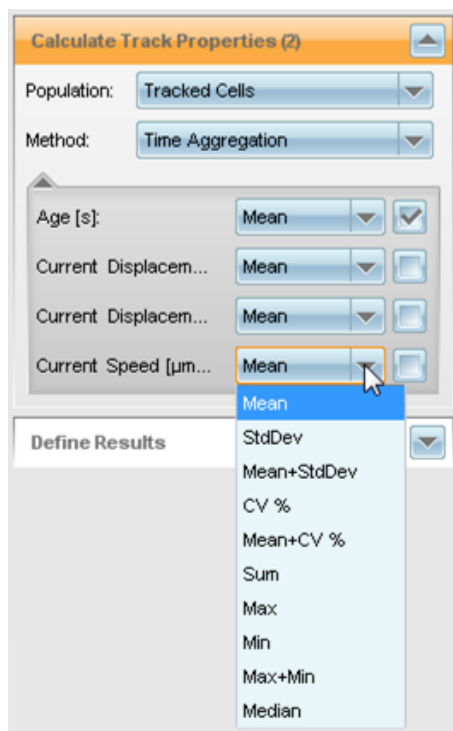 Calculate Track Properties (2)
Population: Tracked Cells
Method: Time Aggregation
Age [s]: Mean
Current Displacem... Mean
Current Displacem... Mean
Current Speed [µm... Mean
Mean
Define Results
StdDev
Mean+StdDev
CV %
Mean+CV %
Sum
Max
Min
Max+Min
Median